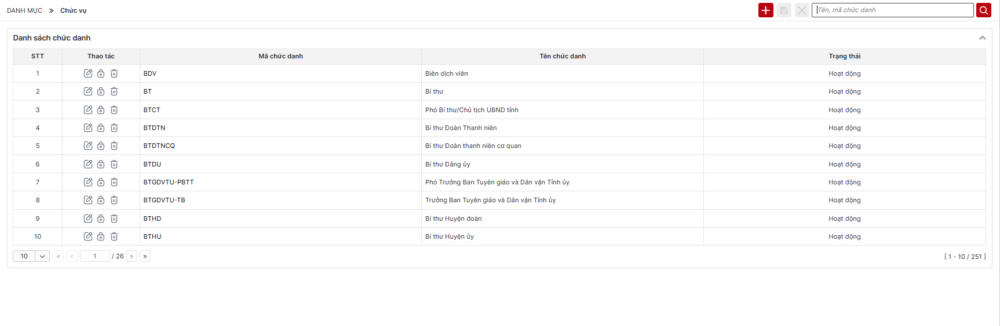 DANH MỤC » Chức vụ
Tên, mã chức danh
Danh sách chức danh
STT Thao tác Mã chức danh Tên chức danh Trạng thái
1 BDV Biên dịch viên Hoạt động
2 BT Bí thư Hoạt động
3 BTCT Phó Bí thư/Chủ tịch UBND tỉnh Hoạt động
4 BTDTN Bí thư Đoàn Thanh niên Hoạt động
5 BTDTNCQ Bí thư Đoàn thanh niên cơ quan Hoạt động
6 BTDU Bí thư Đảng ủy Hoạt động
7 BTGDVTU-PBTT Phó Trưởng Ban Tuyên giáo và Dân vận Tỉnh ủy Hoạt động
8 BTGDVTU-TB Trưởng Ban Tuyên giáo và Dân vận Tỉnh ủy Hoạt động
9 BTHD Bí thư Huyện đoàn Hoạt động
10 BTHU Bí thư Huyện ủy Hoạt động
10 « ‹ 1 / 26 › » [ 1 - 10 / 251 ]